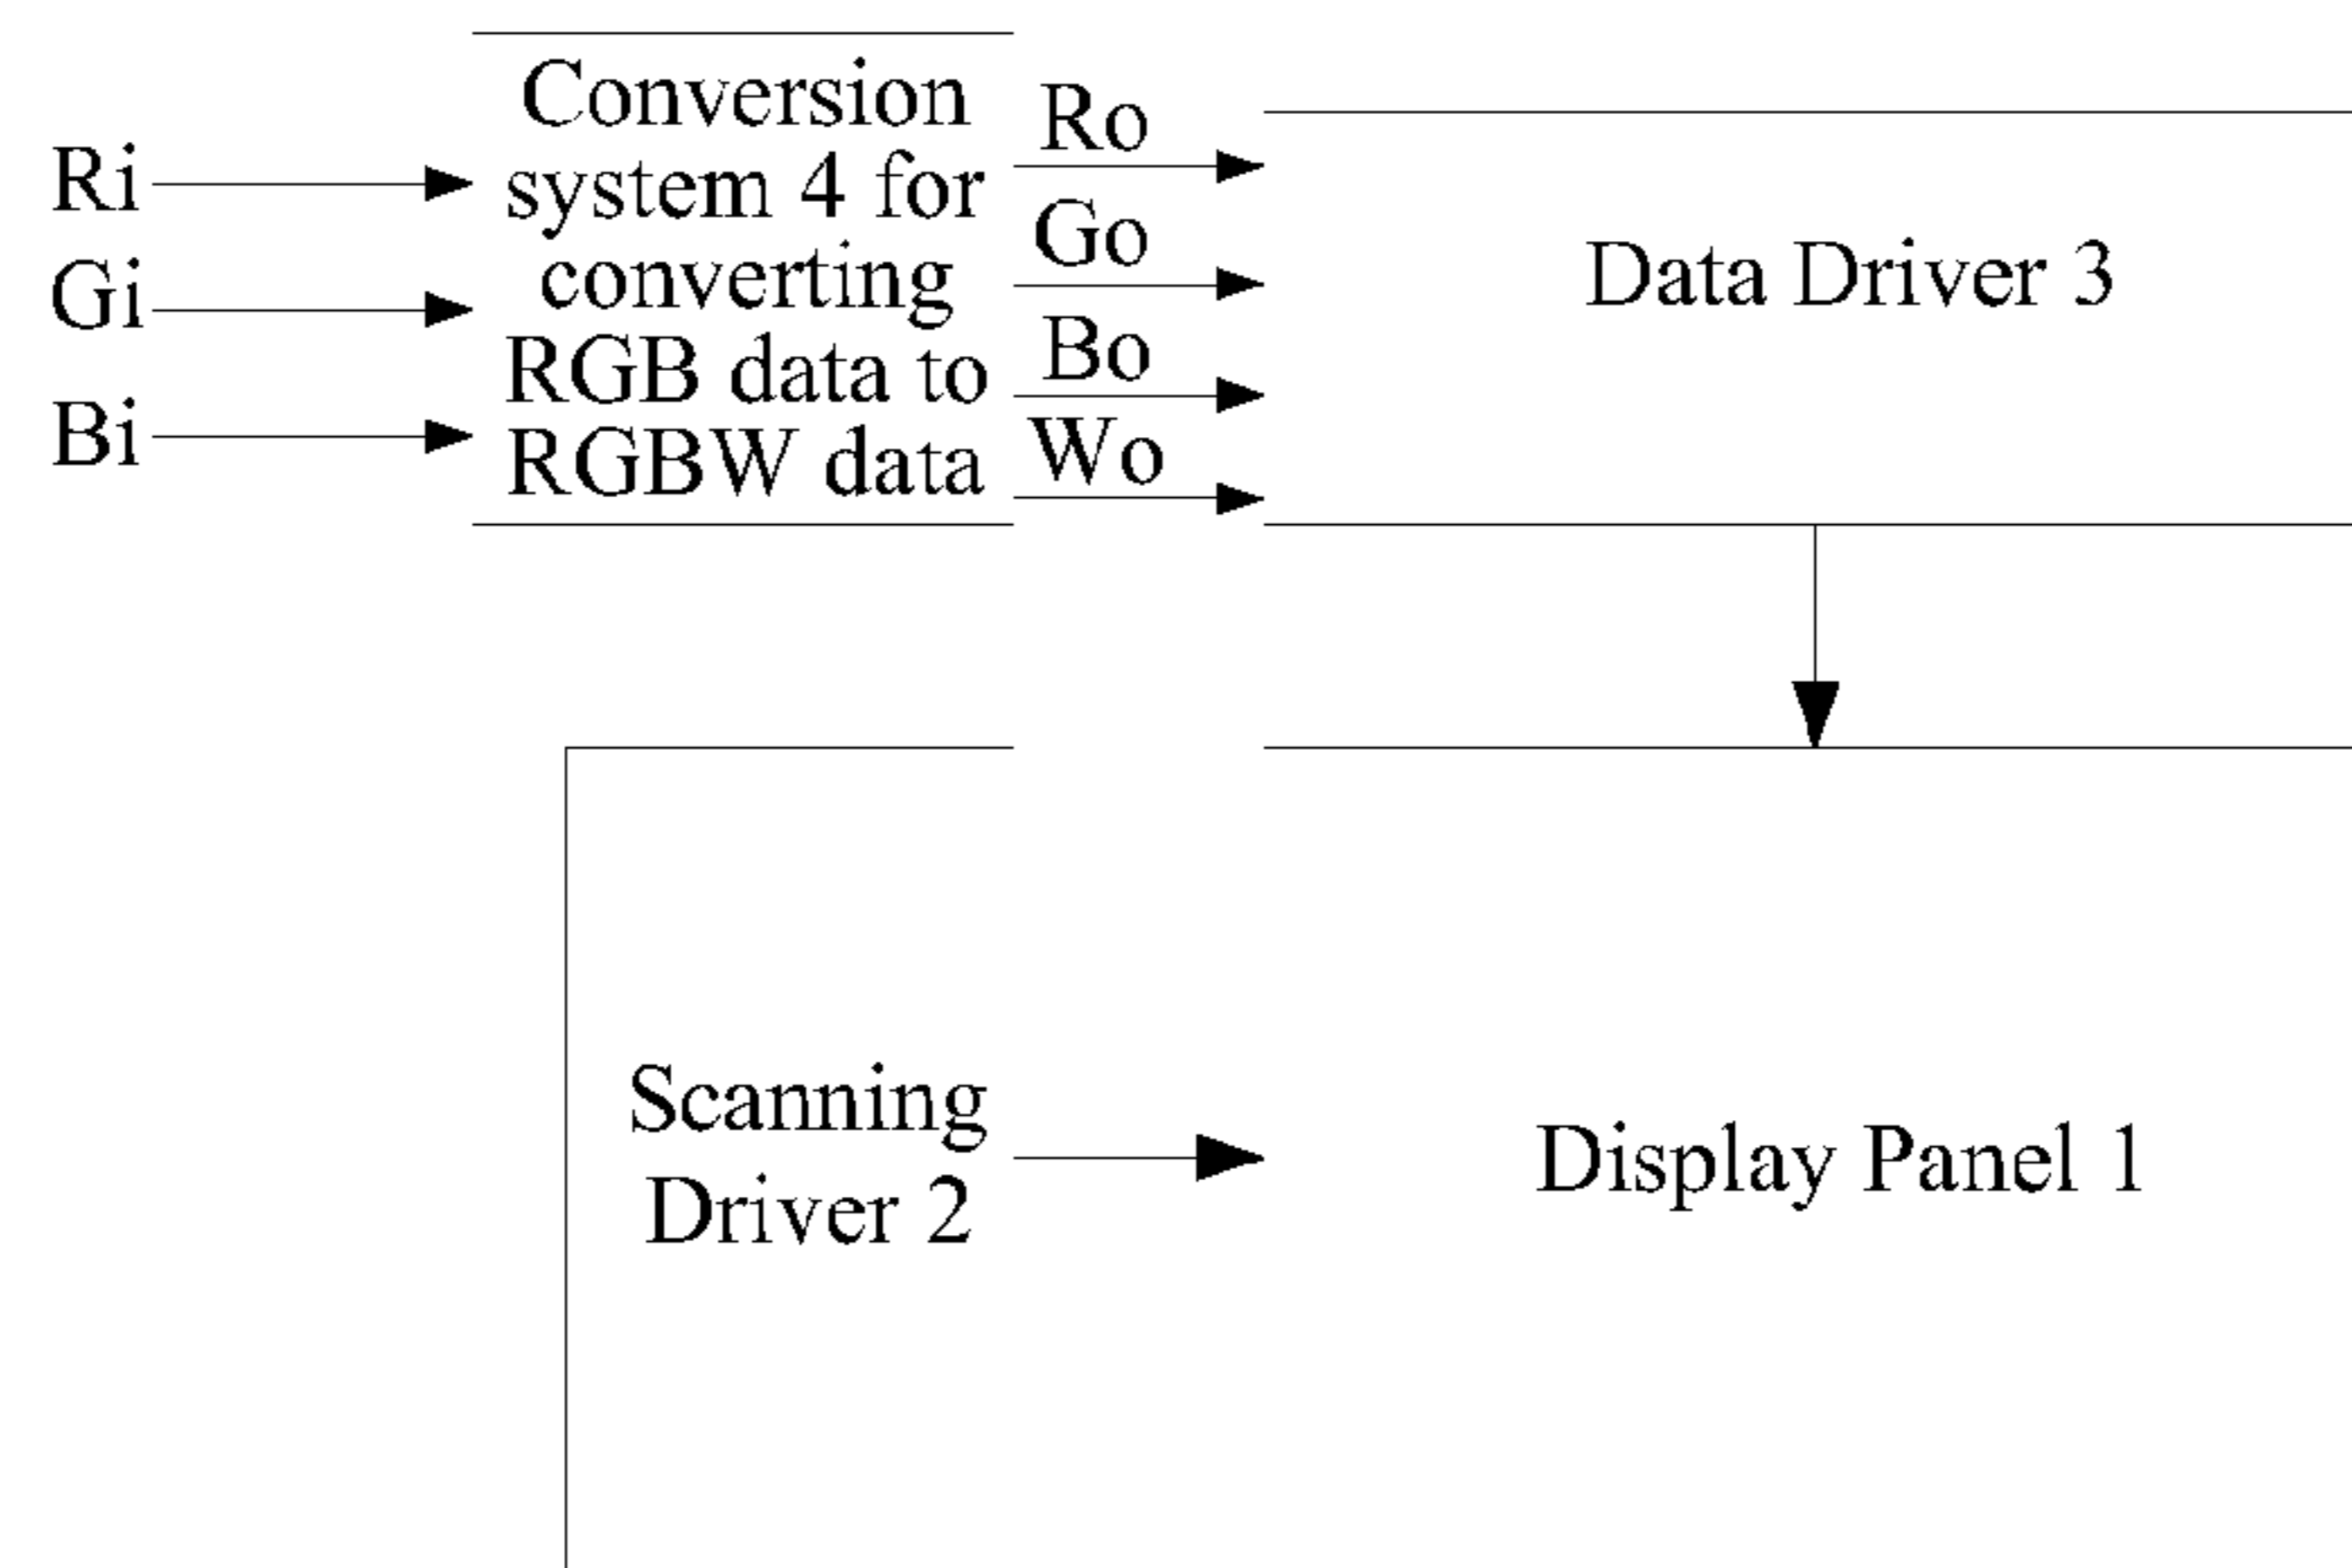 Ri
Gi
Bi
Conversion
system 4 for
converting
RGB data to
RGBW data
Ro
Go
Bo
Wo
Data Driver 3
Scanning
Driver 2
Display Panel 1